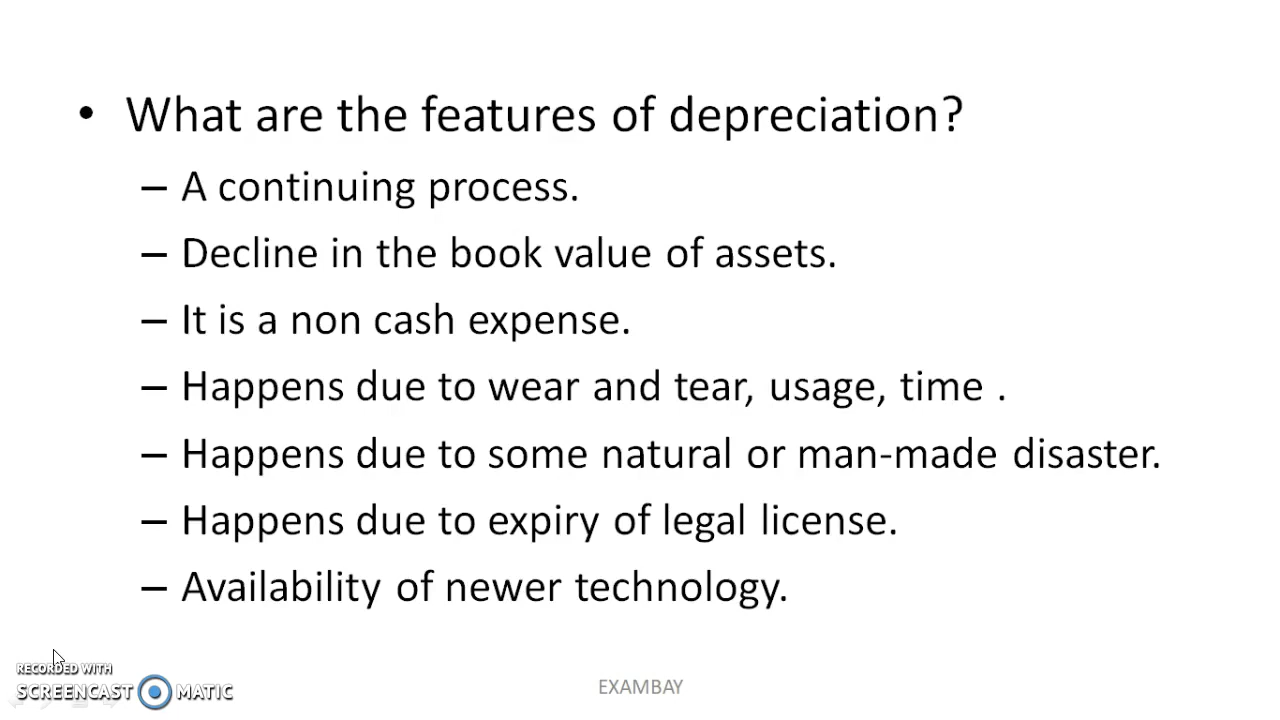 • What are the features of depreciation?
– A continuing process.
– Decline in the book value of assets.
– It is a non cash expense.
– Happens due to wear and tear, usage, time .
– Happens due to some natural or man-made disaster.
– Happens due to expiry of legal license.
– Availability of newer technology.
RECORDED WITH
SCREENCAST MATIC
EXAMBAY